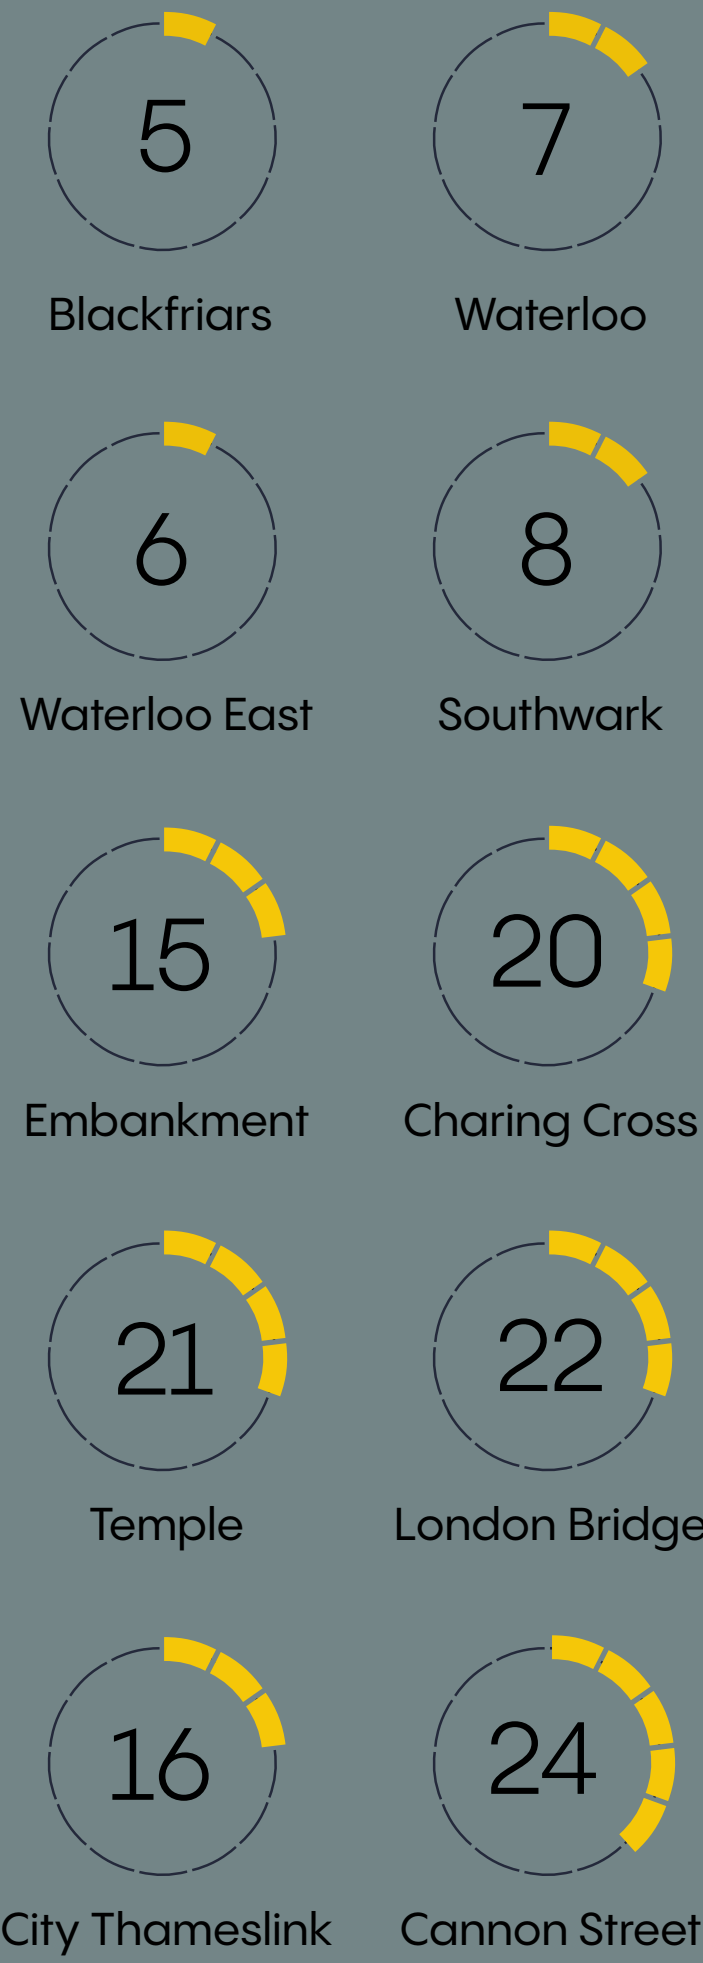 5
7
Blackfriars
Waterloo
6
8
Waterloo East
Southwark
15
20
Embankment
Charing Cross
21
22
Temple
London Bridge
16
24
City Thameslink
Cannon Street